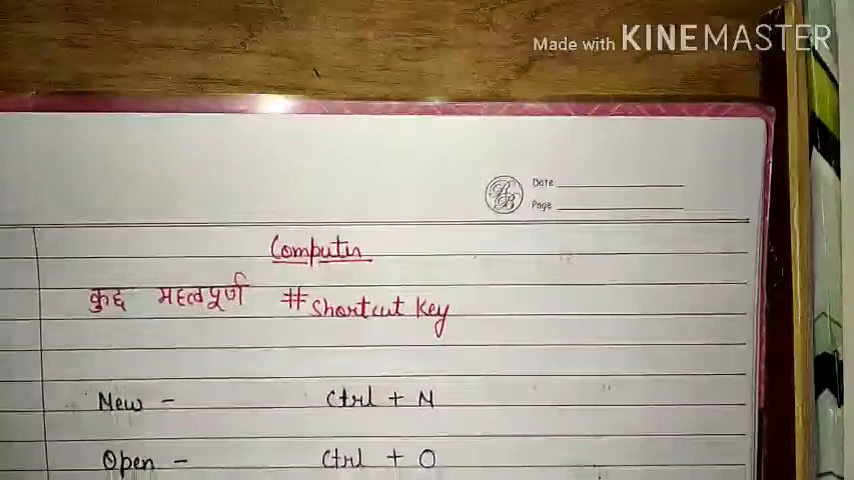 Made with KINEMASTER
Date
Page
Computer
कुछ महत्वपूर्ण #Shortcut Key
New - Ctrl + N
Open - Ctrl + O